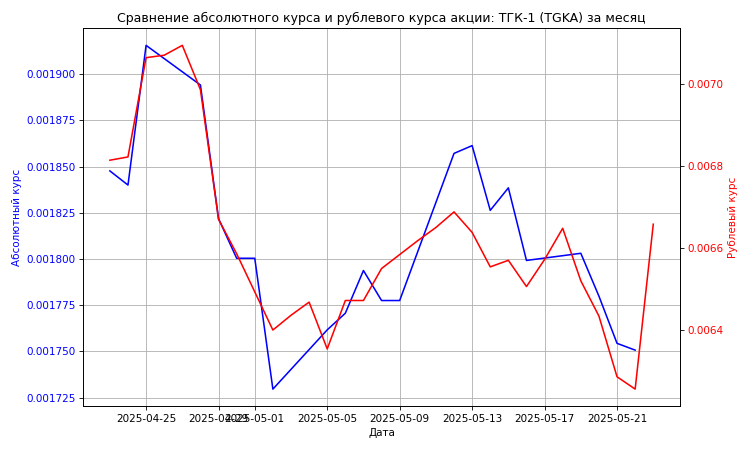 Сравнение абсолютного курса и рублевого курса акции: ТГК-1 (TGKA) за месяц
0.001900
0.001875
0.001850
0.001825
0.001800
0.001775
0.001750
0.001725
Абсолютный курс
0.0070
0.0068
0.0066
0.0064
Рублевый курс
2025-04-25 2025-04-29 2025-05-01 2025-05-05 2025-05-09 2025-05-13 2025-05-17 2025-05-21
Дата